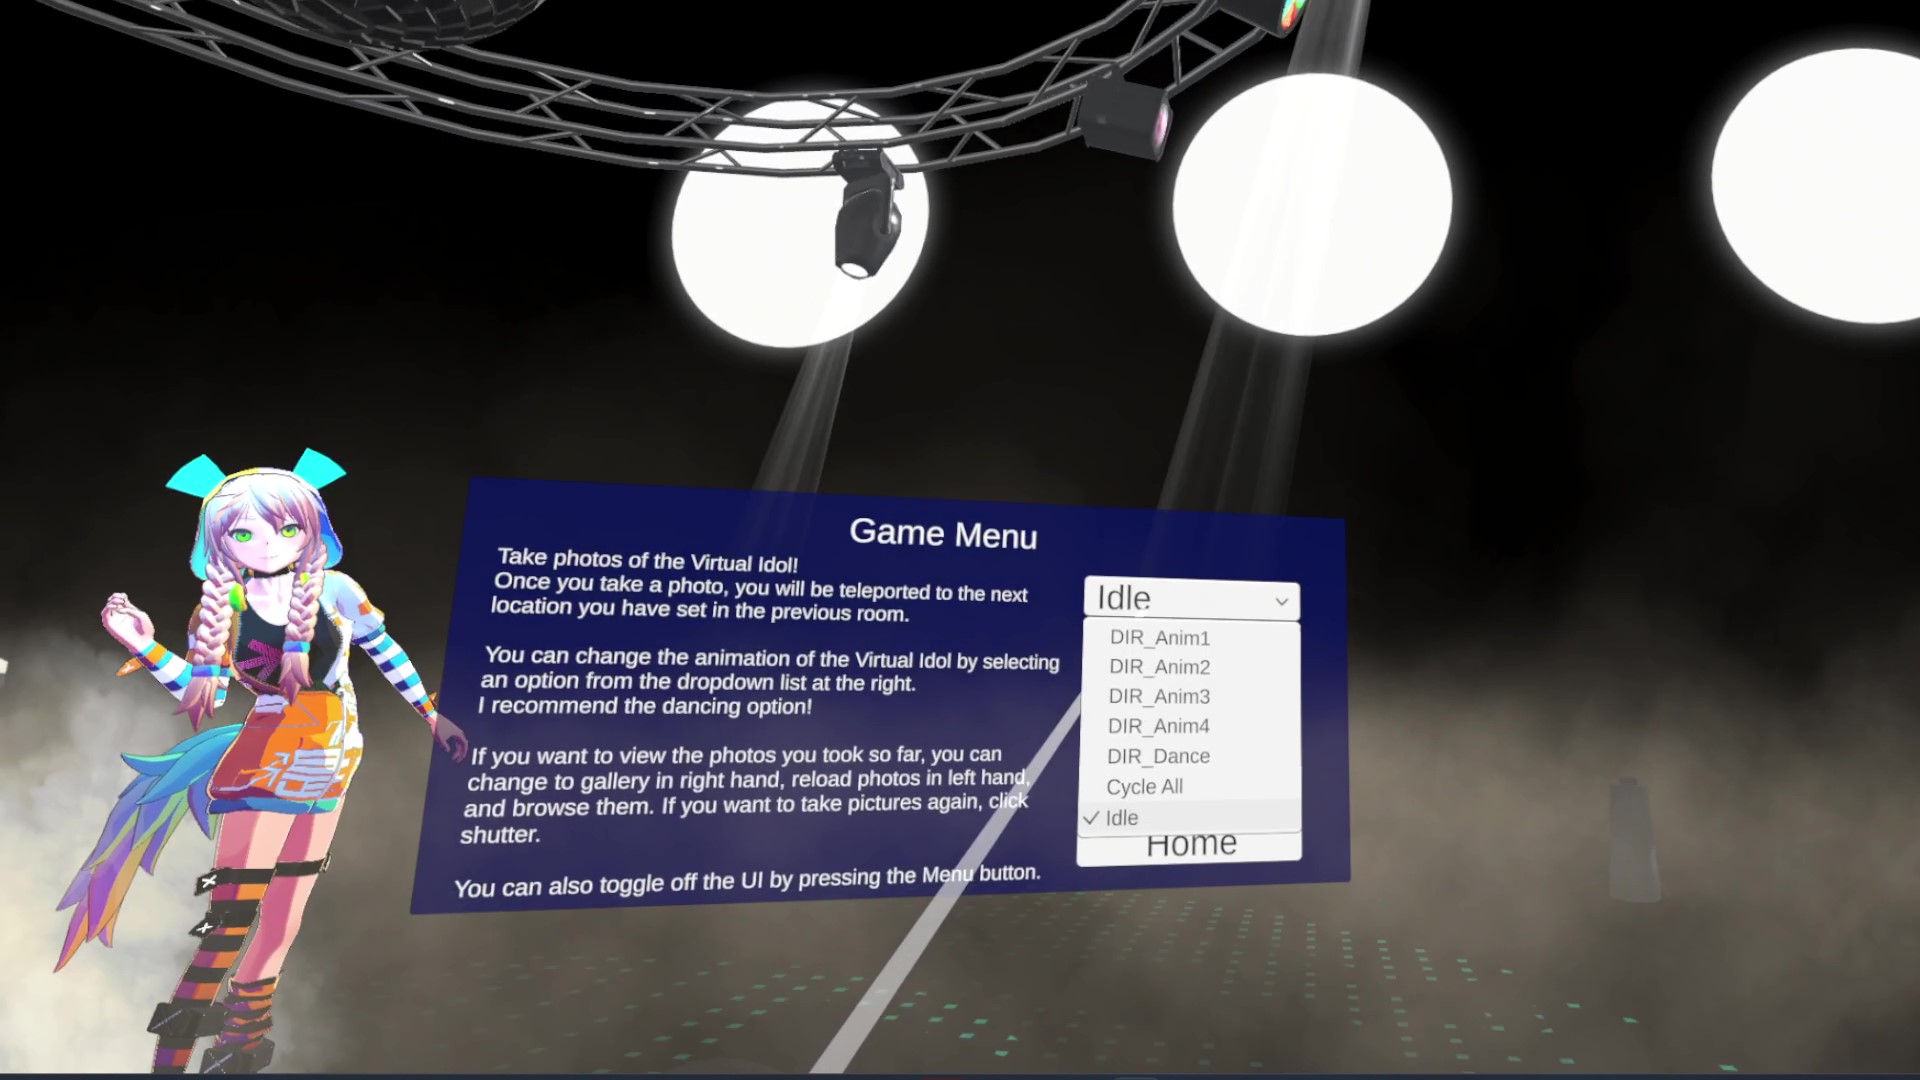 Game Menu
Take photos of the Virtual Idol!
Once you take a photo, you will be teleported to the next
location you have set in the previous room.
You can change the animation of the Virtual Idol by selecting
an option from the dropdown list at the right.
I recommend the dancing option!
If you want to view the photos you took so far, you can
change to gallery in right hand, reload photos in left hand,
and browse them. If you want to take pictures again, click
shutter.
You can also toggle off the UI by pressing the Menu button.
Idle
DIR_Anim1
DIR_Anim2
DIR_Anim3
DIR_Anim4
DIR_Dance
Cycle All
Idle
Home